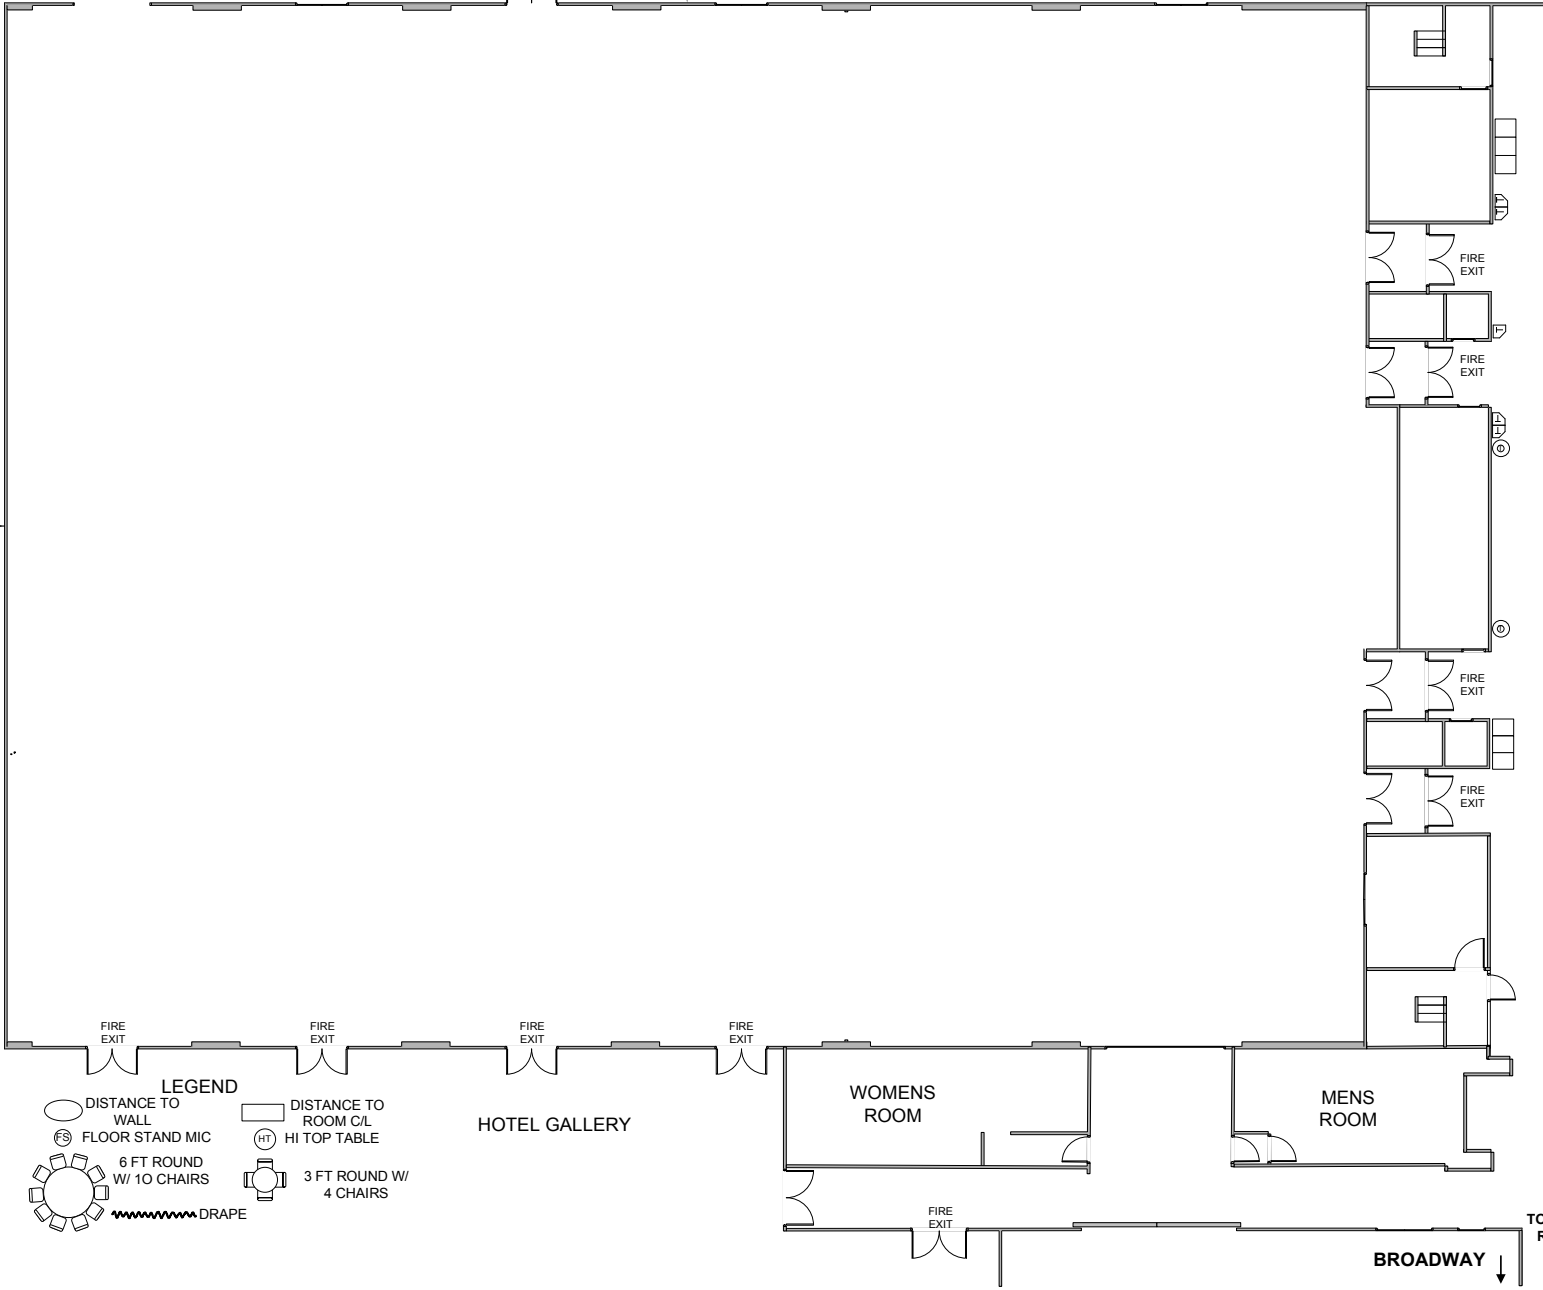 FIRE
EXIT
FIRE
EXIT
FIRE
EXIT
FIRE
EXIT
FIRE
EXIT
FIRE
EXIT
FIRE
EXIT
FIRE
EXIT
LEGEND
DISTANCE TO
WALL
DISTANCE TO
ROOM C/L
FS FLOOR STAND MIC
HT HI TOP TABLE
6 FT ROUND
W/ 1O CHAIRS
3 FT ROUND W/
4 CHAIRS
DRAPE
HOTEL GALLERY
WOMENS
ROOM
MENS
ROOM
FIRE
EXIT
TO
R
BROADWAY